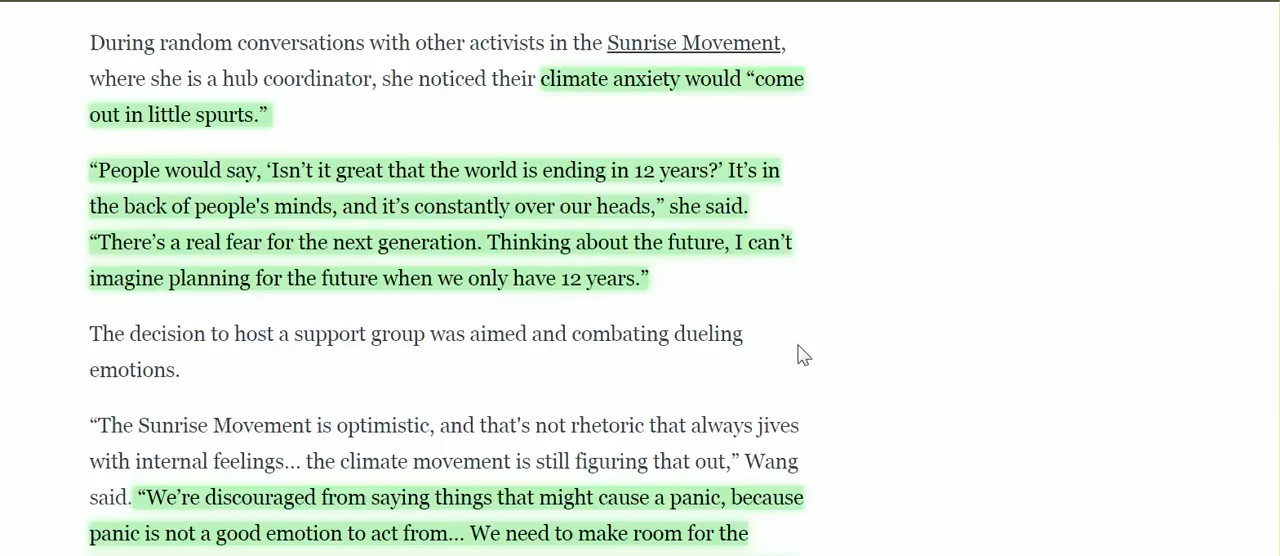 During random conversations with other activists in the Sunrise Movement,
where she is a hub coordinator, she noticed their climate anxiety would “come
out in little spurts.”
“People would say, ‘Isn’t it great that the world is ending in 12 years?’ It’s in
the back of people's minds, and it’s constantly over our heads,” she said.
“There’s a real fear for the next generation. Thinking about the future, I can’t
imagine planning for the future when we only have 12 years.”
The decision to host a support group was aimed and combating dueling
emotions.
“The Sunrise Movement is optimistic, and that's not rhetoric that always jives
with internal feelings... the climate movement is still figuring that out,” Wang
said. “We’re discouraged from saying things that might cause a panic, because
panic is not a good emotion to act from... We need to make room for the